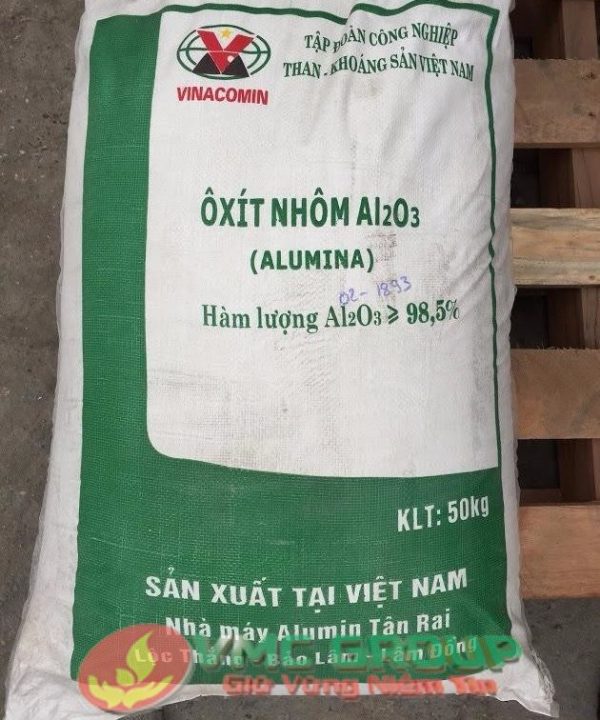 VINACOMIN
TẬP ĐOÀN CÔNG NGHIỆP
THAN - KHOÁNG SẢN VIỆT NAM
ÔXÍT NHÔM Al2O3
(ALUMINA)
02-1893
Hàm lượng Al2O3 ≥ 98,5%
KLT: 50kg
SẢN XUẤT TẠI VIỆT NAM
Nhà máy Alumin Tân Rai
Lộc Thắng - Bảo Lâm - Lâm Đồng
VMC GROUP
Giữ Vững Niềm Tin